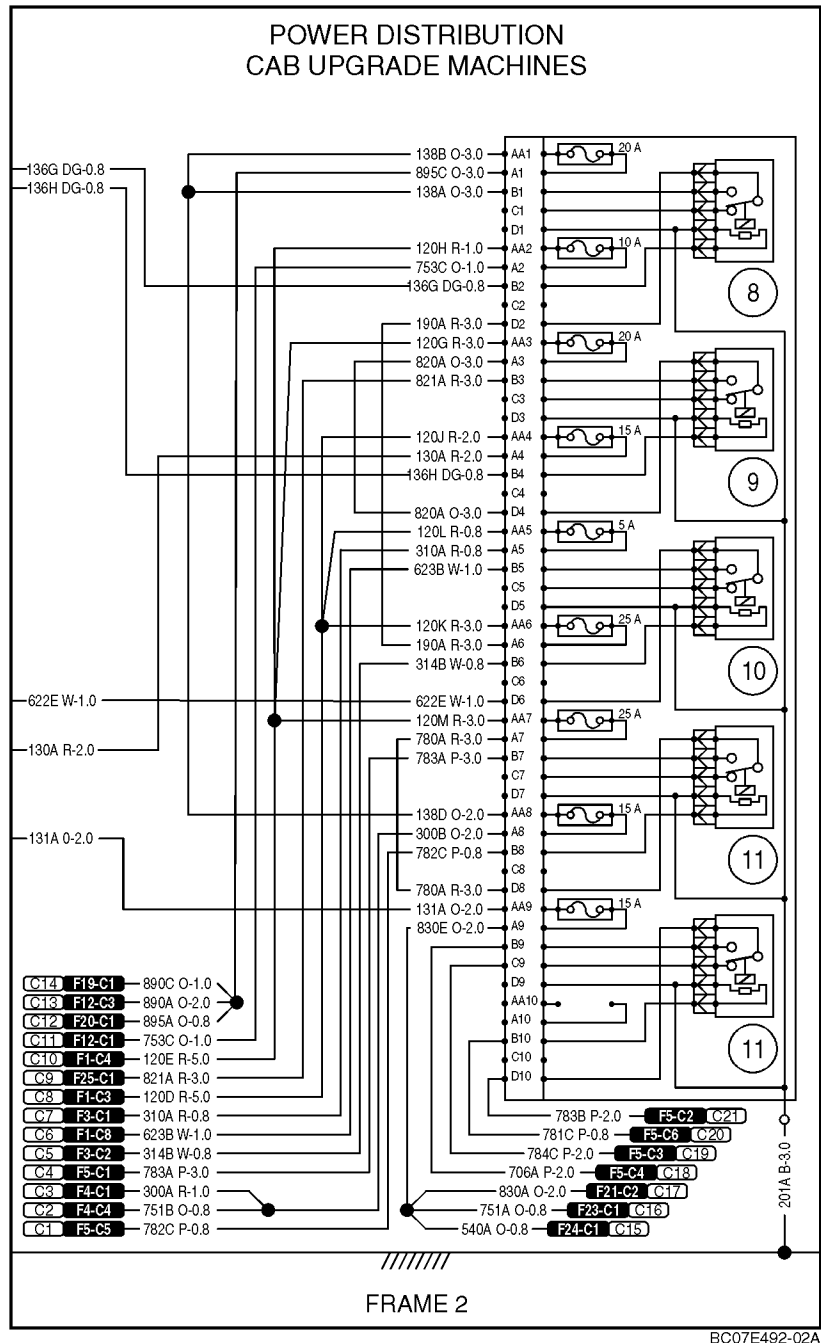 POWER DISTRIBUTION
CAB UPGRADE MACHINES
138B O-3.0 AA1 20 A
136G DG-0.8 895C O-3.0 A1
136H DG-0.8 138A O-3.0 B1
C1
D1
120H R-1.0 AA2 10 A
753C O-1.0 A2
136G DG-0.8 B2
8
C2
190A R-3.0 D2
120G R-3.0 AA3 20 A
820A O-3.0 A3
821A R-3.0 B3
C3
D3
120J R-2.0 AA4 15 A
130A R-2.0 A4
136H DG-0.8 B4
9
C4
820A O-3.0 D4
120L R-0.8 AA5 5 A
310A R-0.8 A5
623B W-1.0 B5
C5
D5
120K R-3.0 AA6 25 A
190A R-3.0 A6
314B W-0.8 B6
10
C6
622E W-1.0 622E W-1.0 D6
120M R-3.0 AA7 25 A
780A R-3.0 A7
130A R-2.0 783A P-3.0 B7
C7
D7
138D O-2.0 AA8 15 A
300B O-2.0 A8
131A 0-2.0 782C P-0.8 B8
11
C8
780A R-3.0 D8
131A O-2.0 AA9 15 A
830E O-2.0 A9
B9
C9
D9
AA10
A10
B10
11
C10
D10
C14 F19-C1 890C O-1.0
C13 F12-C3 890A O-2.0
C12 F20-C1 895A O-0.8
C11 F12-C1 753C O-1.0
C10 F1-C4 120E R-5.0
C9 F25-C1 821A R-3.0
C8 F1-C3 120D R-5.0
C7 F3-C1 310A R-0.8
C6 F1-C8 623B W-1.0
C5 F3-C2 314B W-0.8
C4 F5-C1 783A P-3.0
C3 F4-C1 300A R-1.0
C2 F4-C4 751B O-0.8
C1 F5-C5 782C P-0.8
783B P-2.0 F5-C2 C21
781C P-0.8 F5-C6 C20
784C P-2.0 F5-C3 C19
706A P-2.0 F5-C4 C18
830A O-2.0 F21-C2 C17
751A O-0.8 F23-C1 C16
540A O-0.8 F24-C1 C15
201A B-3.0
FRAME 2
BC07E492-02A